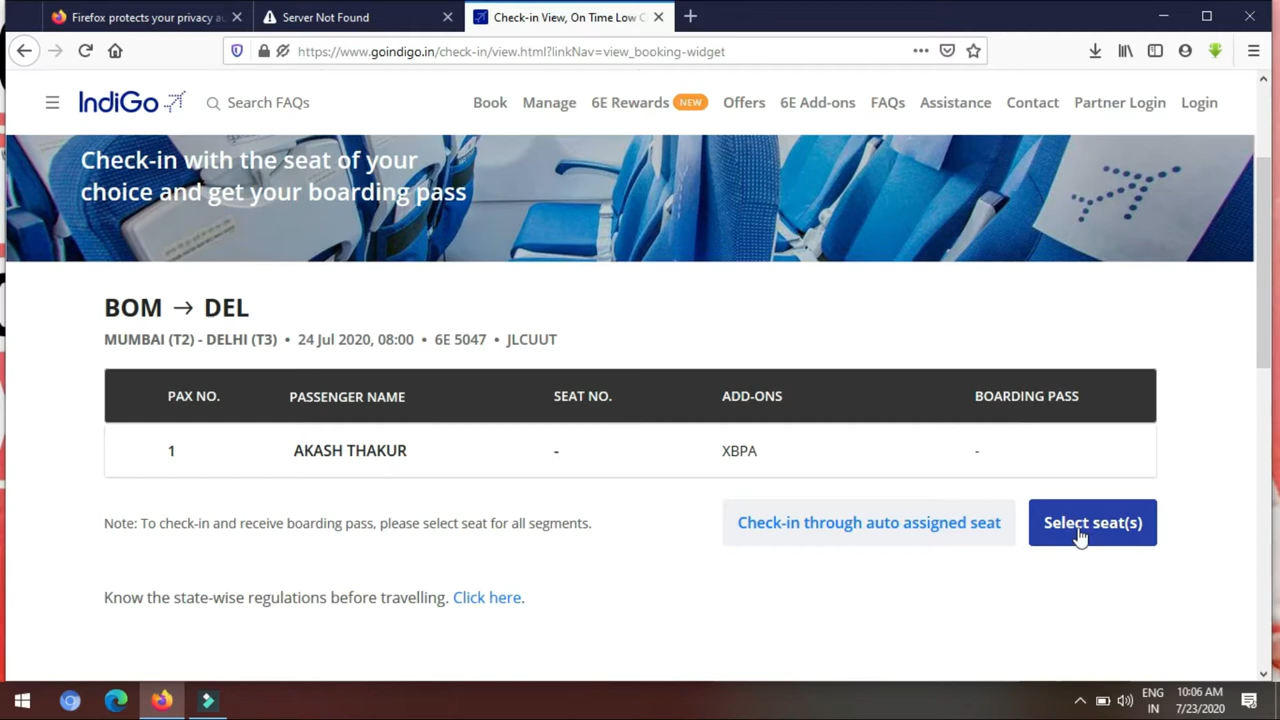 Firefox protects your privacy au
Server Not Found
Check-in View, On Time Low C
https://www.goindigo.in/check-in/view.html?linkNav=view_booking-widget
IndiGo
Search FAQs
Book
Manage
6E Rewards NEW
Offers
6E Add-ons
FAQs
Assistance
Contact
Partner Login
Login
Check-in with the seat of your
choice and get your boarding pass
BOM → DEL
MUMBAI (T2) - DELHI (T3) • 24 Jul 2020, 08:00 • 6E 5047 • JLCUUT
PAX NO. PASSENGER NAME SEAT NO. ADD-ONS BOARDING PASS
1 AKASH THAKUR - XBPA -
Note: To check-in and receive boarding pass, please select seat for all segments.
Check-in through auto assigned seat
Select seat(s)
Know the state-wise regulations before travelling. Click here.
ENG
IN
10:06 AM
7/23/2020